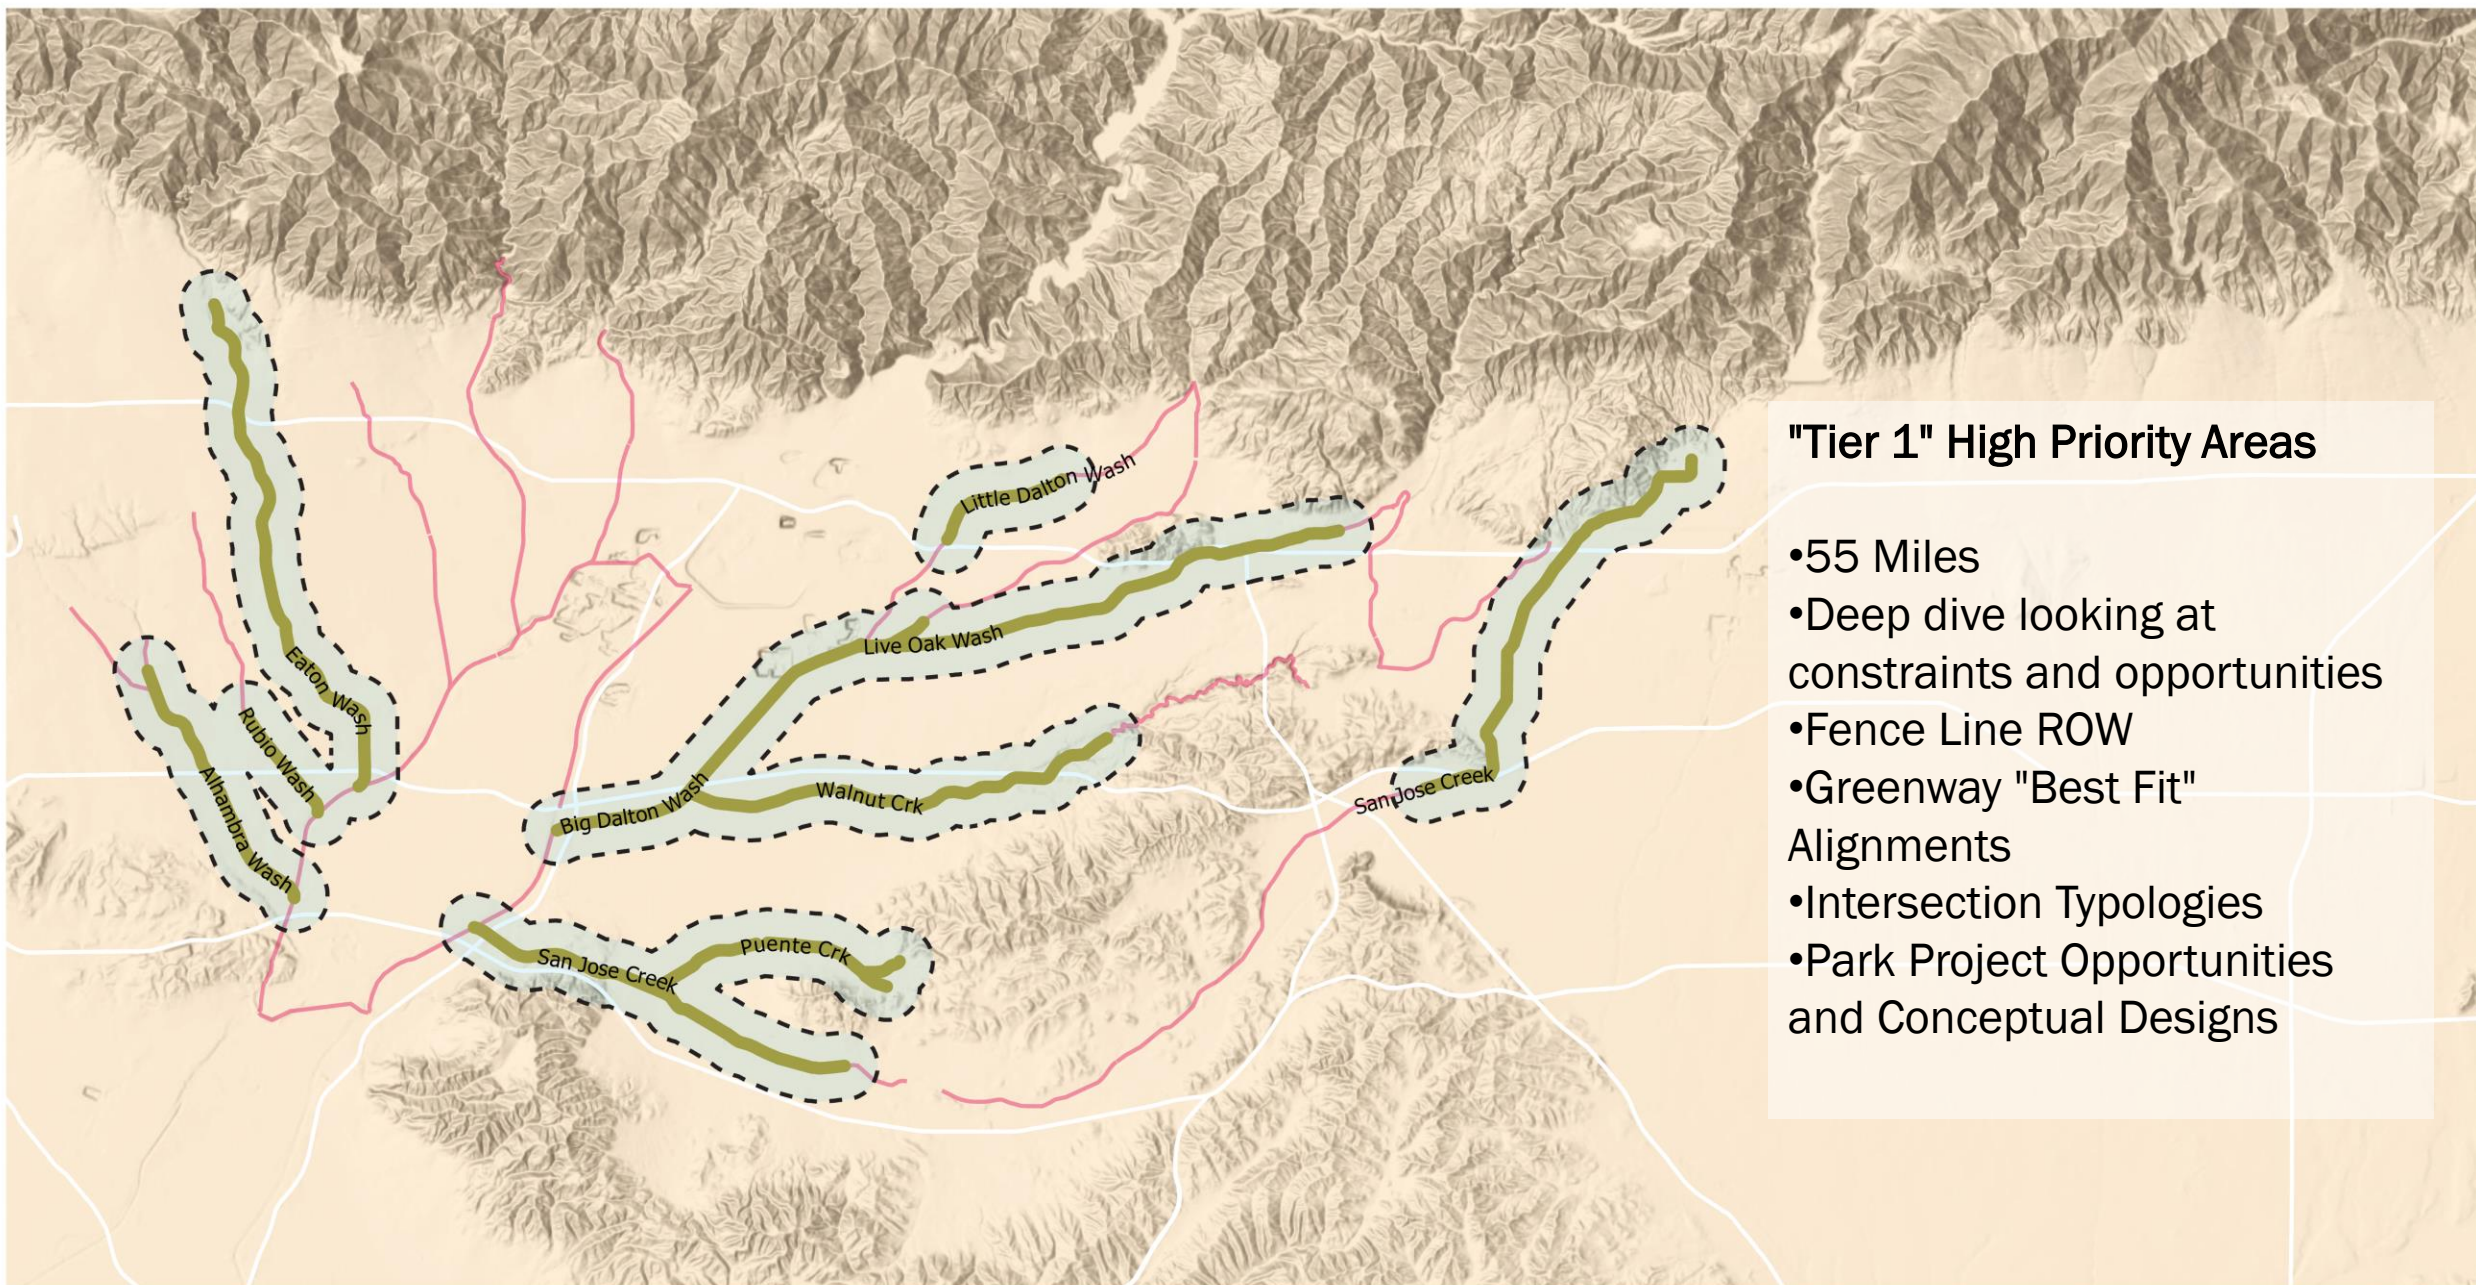 Little Dalton Wash
Live Oak Wash
Eaton Wash
Rubio Wash
Alhambra Wash
Big Dalton Wash
Walnut Crk
San Jose Creek
Puente Crk
San Jose Creek
"Tier 1" High Priority Areas
•55 Miles
•Deep dive looking at
constraints and opportunities
•Fence Line ROW
•Greenway "Best Fit"
Alignments
•Intersection Typologies
•Park Project Opportunities
and Conceptual Designs